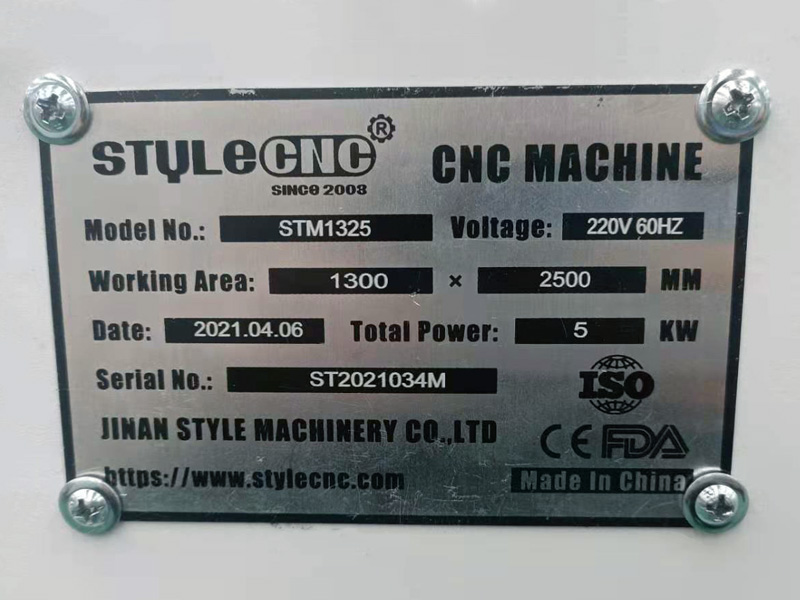 STYLECNC® CNC MACHINE
SINCE 2003
Model No.: STM1325 Voltage: 220V 60HZ
Working Area: 1300 × 2500 MM
Date: 2021.04.06 Total Power: 5 KW
Serial No.: ST2021034M
ISO
JINAN STYLE MACHINERY CO.,LTD
CE FDA
https://www.stylecnc.com Made In China